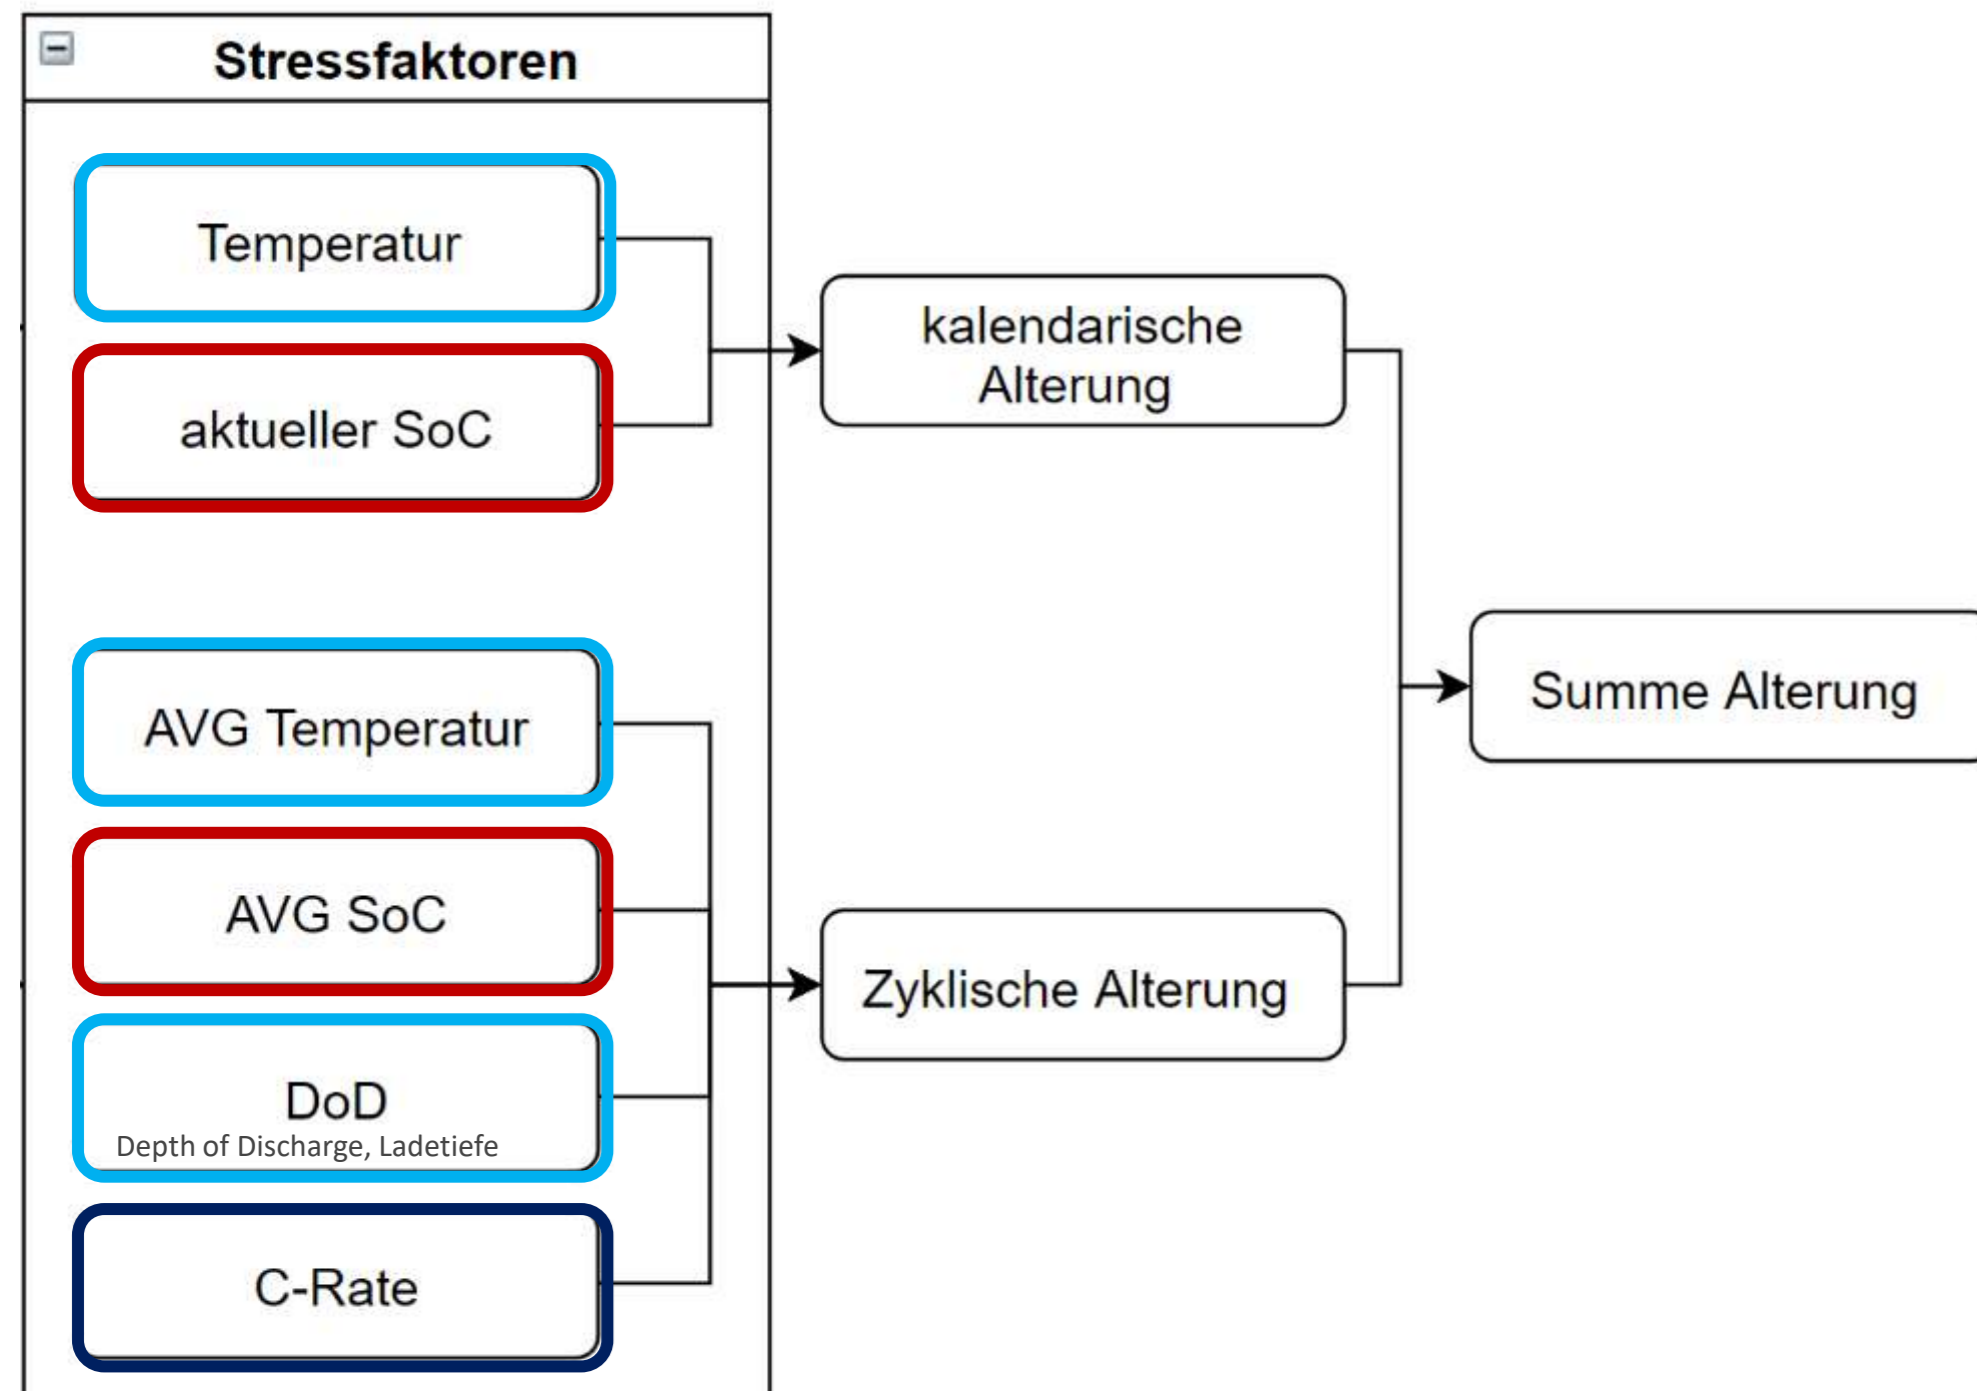 Stressfaktoren
Temperatur
aktueller SoC
kalendarische
Alterung
AVG Temperatur
AVG SoC
DoD
Depth of Discharge, Ladetiefe
C-Rate
Zyklische Alterung
Summe Alterung